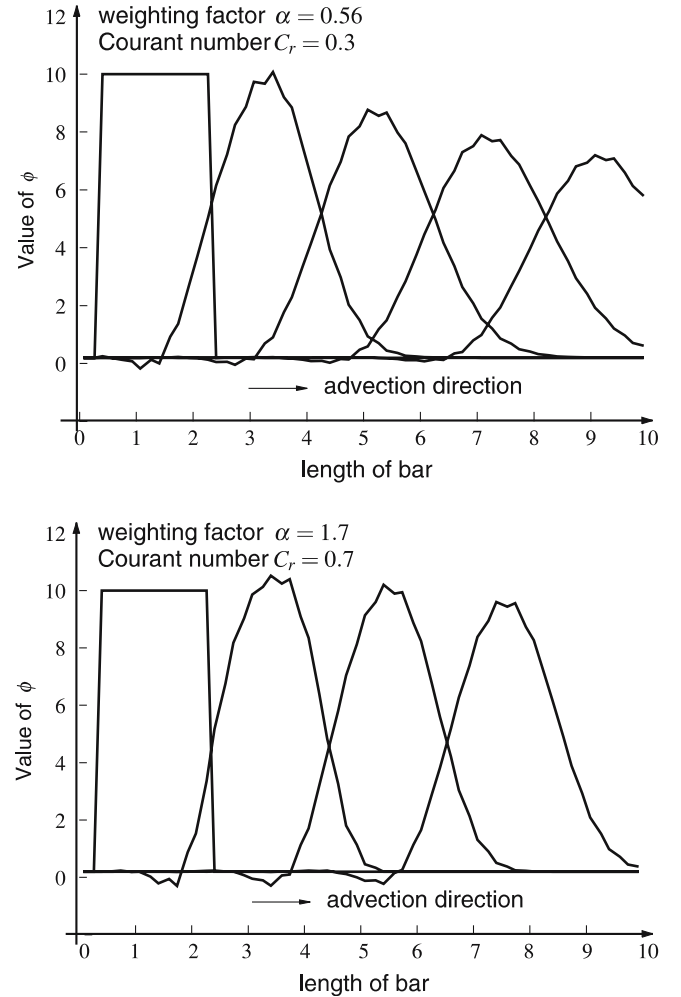 12
weighting factor α = 0.56
Courant number Cr = 0.3
10
8
6
4
2
0
Value of ϕ
advection direction
0 1 2 3 4 5 6 7 8 9 10
length of bar
12
weighting factor α = 1.7
Courant number Cr = 0.7
10
8
6
4
2
0
Value of ϕ
advection direction
0 1 2 3 4 5 6 7 8 9 10
length of bar